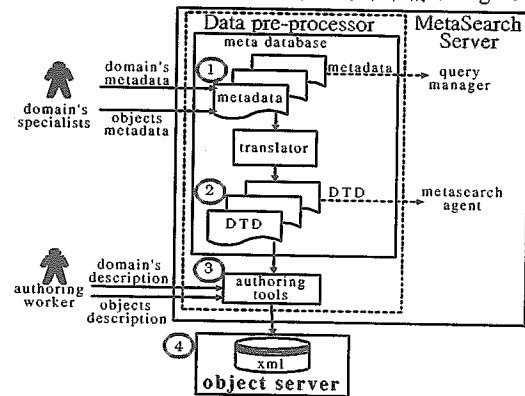 Data pre-processor
MetaSearch
Server
meta database
1
metadata
metadata
query
manager
domain's
metadata
objects
metadata
domain's
specialists
translator
2
DTD
DTD
metasearch
agent
3
authoring
tools
domain's
description
objects
description
authoring
worker
4
xml
object server